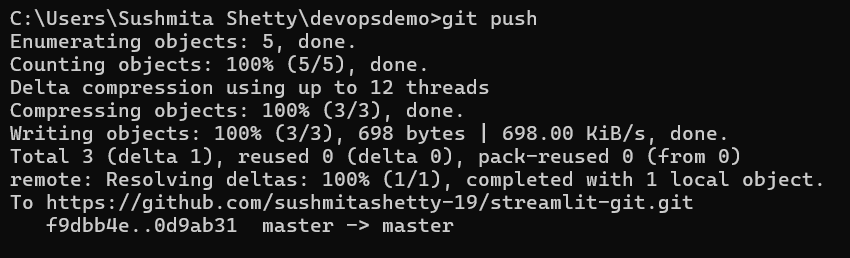 C:\Users\Sushmita Shetty\devopsdemo>git push
Enumerating objects: 5, done.
Counting objects: 100% (5/5), done.
Delta compression using up to 12 threads
Compressing objects: 100% (3/3), done.
Writing objects: 100% (3/3), 698 bytes | 698.00 KiB/s, done.
Total 3 (delta 1), reused 0 (delta 0), pack-reused 0 (from 0)
remote: Resolving deltas: 100% (1/1), completed with 1 local object.
To https://github.com/sushmitashetty-19/streamlit-git.git
   f9dbb4e..0d9ab31  master -> master